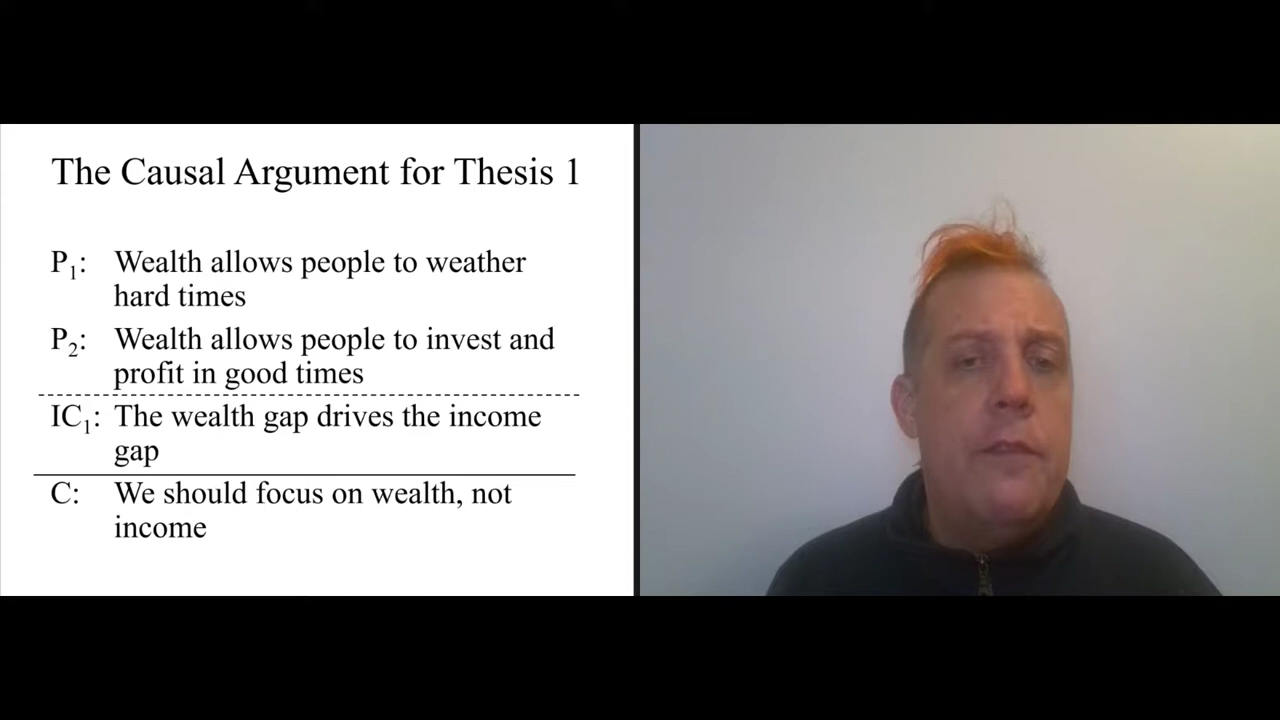 The Causal Argument for Thesis 1
P₁: Wealth allows people to weather
hard times
P₂: Wealth allows people to invest and
profit in good times
IC₁: The wealth gap drives the income
gap
C: We should focus on wealth, not
income